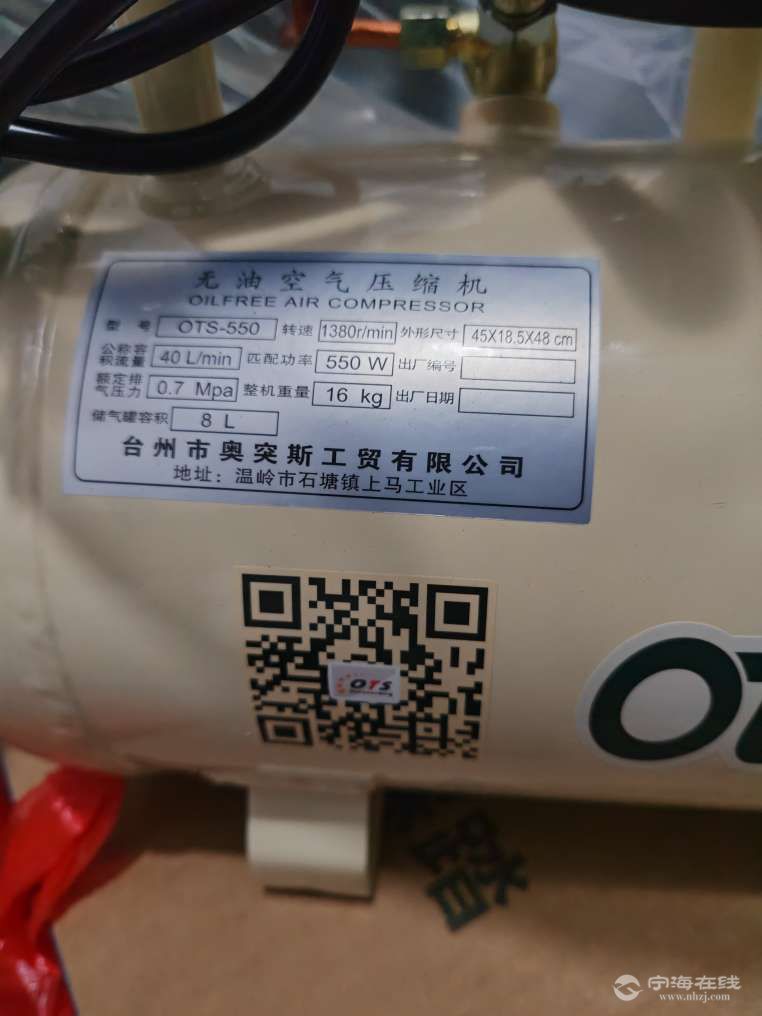 无油空气压缩机
OILFREE AIR COMPRESSOR
型号 OTS-550 转速 1380r/min 外形尺寸 45X18.5X48 cm
公称容积流量 40 L/min 匹配功率 550 W 出厂编号
额定排气压力 0.7 Mpa 整机重量 16 kg 出厂日期
储气罐容积 8 L
台州市奥突斯工贸有限公司
地址：温岭市石塘镇上马工业区
OTS
OT
宁海在线
www.nhzj.com